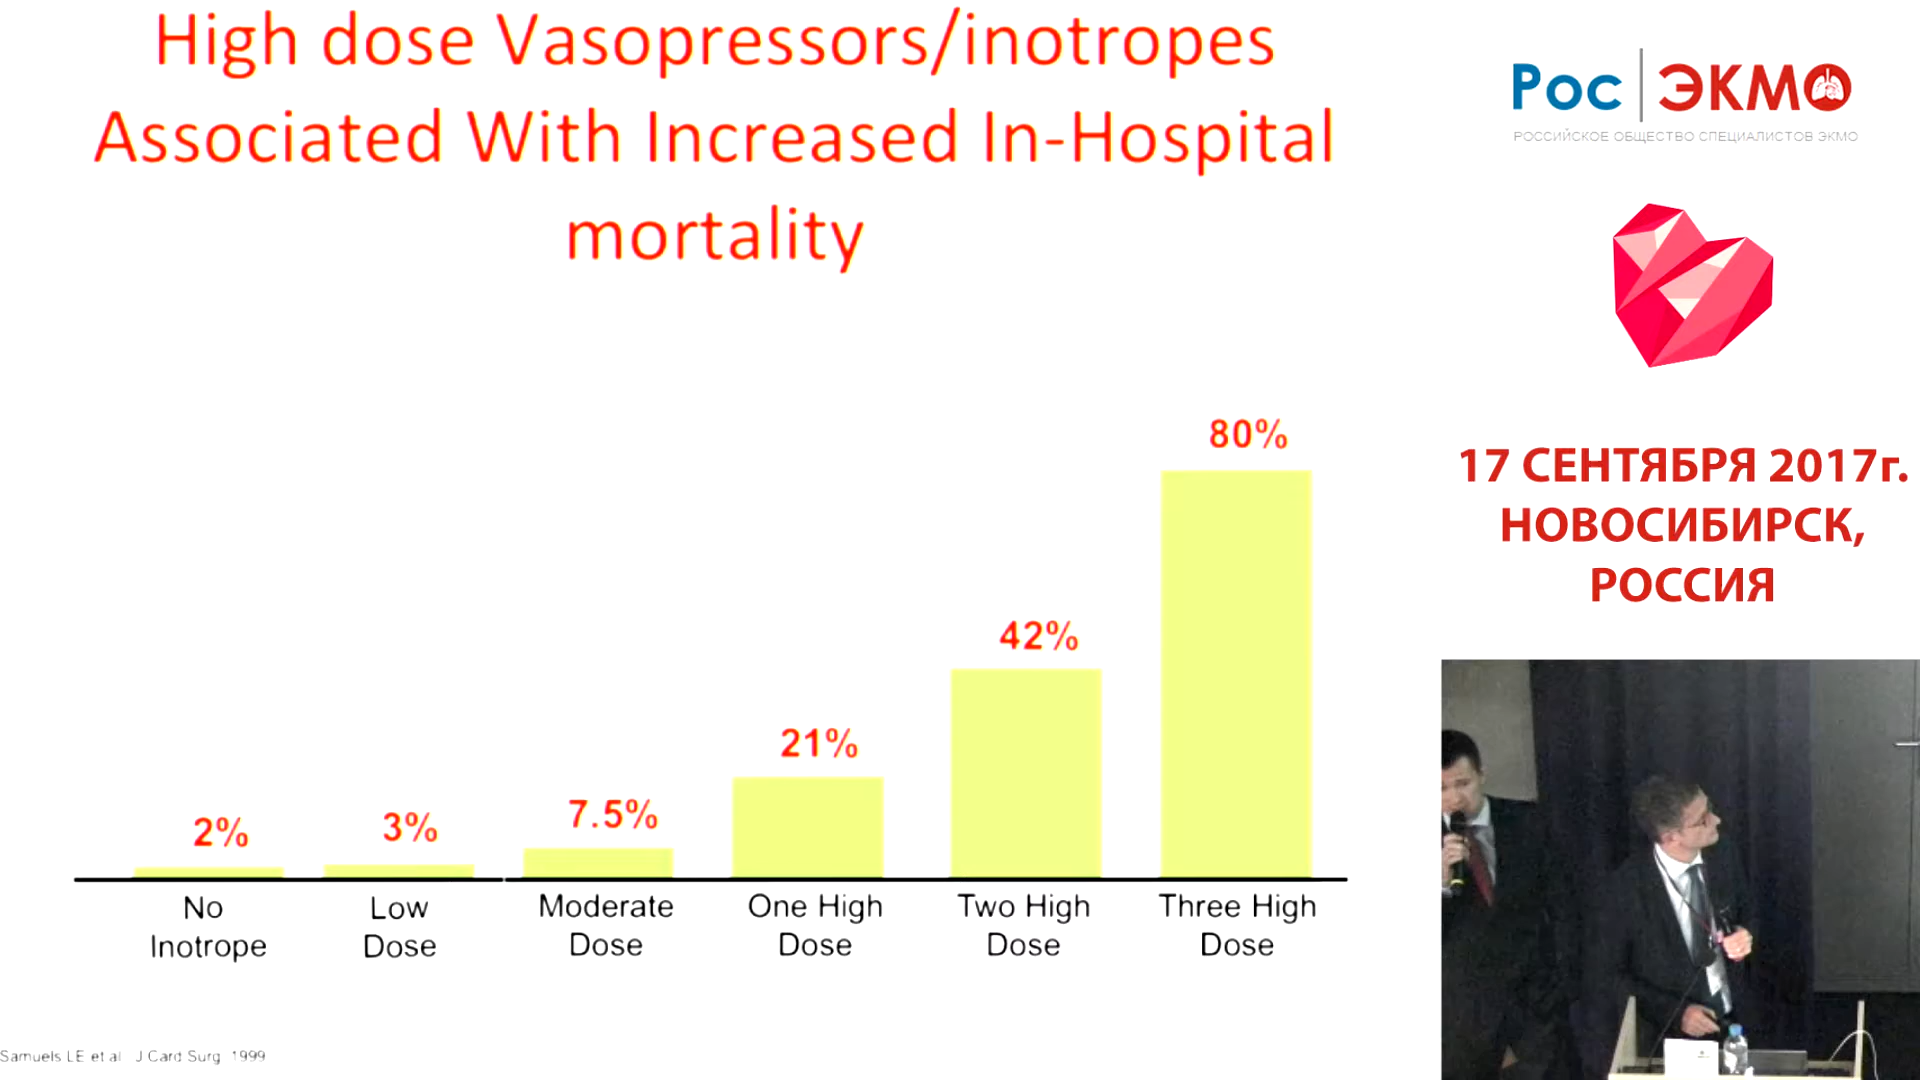 High dose Vasopressors/inotropes
Associated With Increased In-Hospital
mortality
80%
42%
21%
7.5%
3%
2%
No
Inotrope
Low
Dose
Moderate
Dose
One High
Dose
Two High
Dose
Three High
Dose
Samuels LE et al J Card Surg 1999
Рос ЭКМО
РОССИЙСКОЕ ОБЩЕСТВО СПЕЦИАЛИСТОВ ЭКМО
17 СЕНТЯБРЯ 2017г.
НОВОСИБИРСК,
РОССИЯ